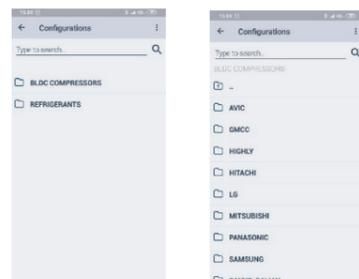 Configurations
Type to search..
BLDC COMPRESSORS
REFRIGERANTS
Configurations
Type to search..
BLDC COMPRESSORS
..
AVIC
GMCC
HIGHLY
HITACHI
LG
MITSUBISHI
PANASONIC
SAMSUNG